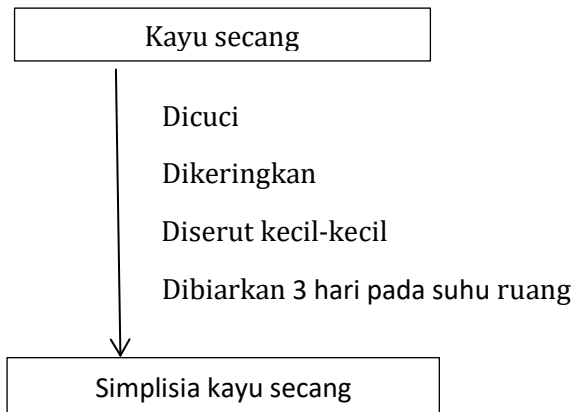 Kayu secang
Dicuci
Dikeringkan
Diserut kecil-kecil
Dibiarkan 3 hari pada suhu ruang
Simplisia kayu secang